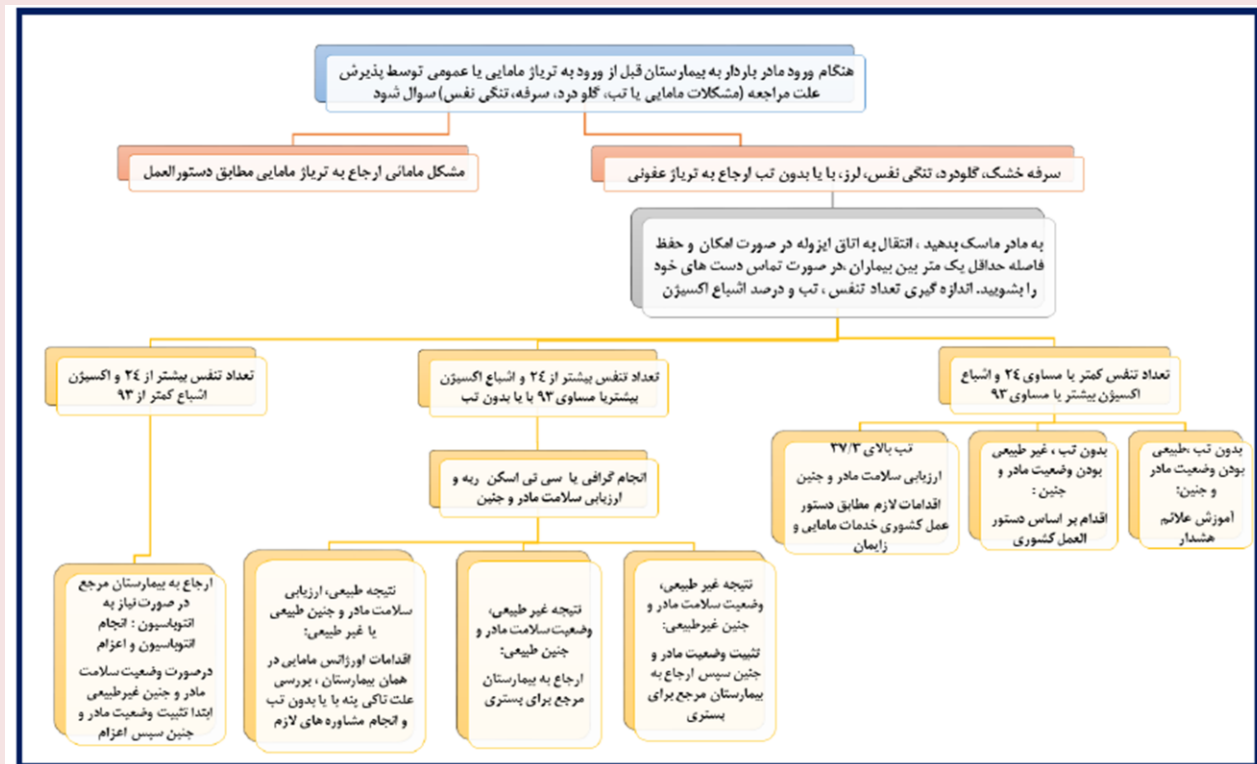 هنگام ورود مادر باردار به بیمارستان قبل از ورود به تریاژ مامایی یا عمومی توسط پذیرش
علت مراجعه (مشکلات مامایی یا تب، گلو درد، سرفه، تنگی نفس) سوال شود
سرفه خشک، گلودرد، تنگی نفس، لرز، با یا بدون تب ارجاع به تریاژ عفونی
مشکل مامائی ارجاع به تریاژ مامایی مطابق دستورالعمل
به مادر ماسک بدهید ، انتقال به اتاق ایزوله در صورت امکان و حفظ
فاصله حداقل یک متر بین بیماران ،در صورت تماس دست های خود
را بشویید. اندازه گیری تعداد تنفس ، تب و درصد اشباع اکسیژن
تعداد تنفس کمتر یا مساوی ۲٤ و اشباع
اکسیژن بیشتر یا مساوی ۹۳
تعداد تنفس بیشتر از ۲٤ و اشباع اکسیژن
بیشتریا مساوی ۹۳ با یا بدون تب
تعداد تنفس بیشتر از ۲٤ و اکسیژن
اشباع کمتر از ۹۳
بدون تب ،طبیعی
بودن وضعیت مادر
و جنین:
آموزش علائم
هشدار
بدون تب ، غیر طبیعی
بودن وضعیت مادر و
جنین :
اقدام بر اساس دستور
العمل کشوری
تب بالای ۳۷/۳
ارزیابی سلامت مادر و جنین
اقدامات لازم مطابق دستور
عمل کشوری خدمات مامایی و
زایمان
انجام گرافی یا سی تی اسکن ریه و
ارزیابی سلامت مادر و جنین
نتیجه غیر طبیعی،
وضعیت سلامت مادر و
جنین غیرطبیعی:
تثبیت وضعیت مادر و
جنین سپس ارجاع به
بیمارستان مرجع برای
بستری
نتیجه غیر طبیعی،
وضعیت سلامت مادر و
جنین طبیعی:
ارجاع به بیمارستان
مرجع برای بستری
نتیجه طبیعی، ارزیابی
سلامت مادر و جنین طبیعی
یا غیر طبیعی:
اقدامات اورژانس مامایی در
همان بیمارستان ، بررسی
علت تاکی پنه با یا بدون تب
و انجام مشاوره های لازم
ارجاع به بیمارستان مرجع
در صورت نیاز به
انتوباسیون : انجام
انتوباسیون و اعزام
درصورت وضعیت سلامت
مادر و جنین غیرطبیعی
ابتدا تثبیت وضعیت مادر و
جنین سپس اعزام